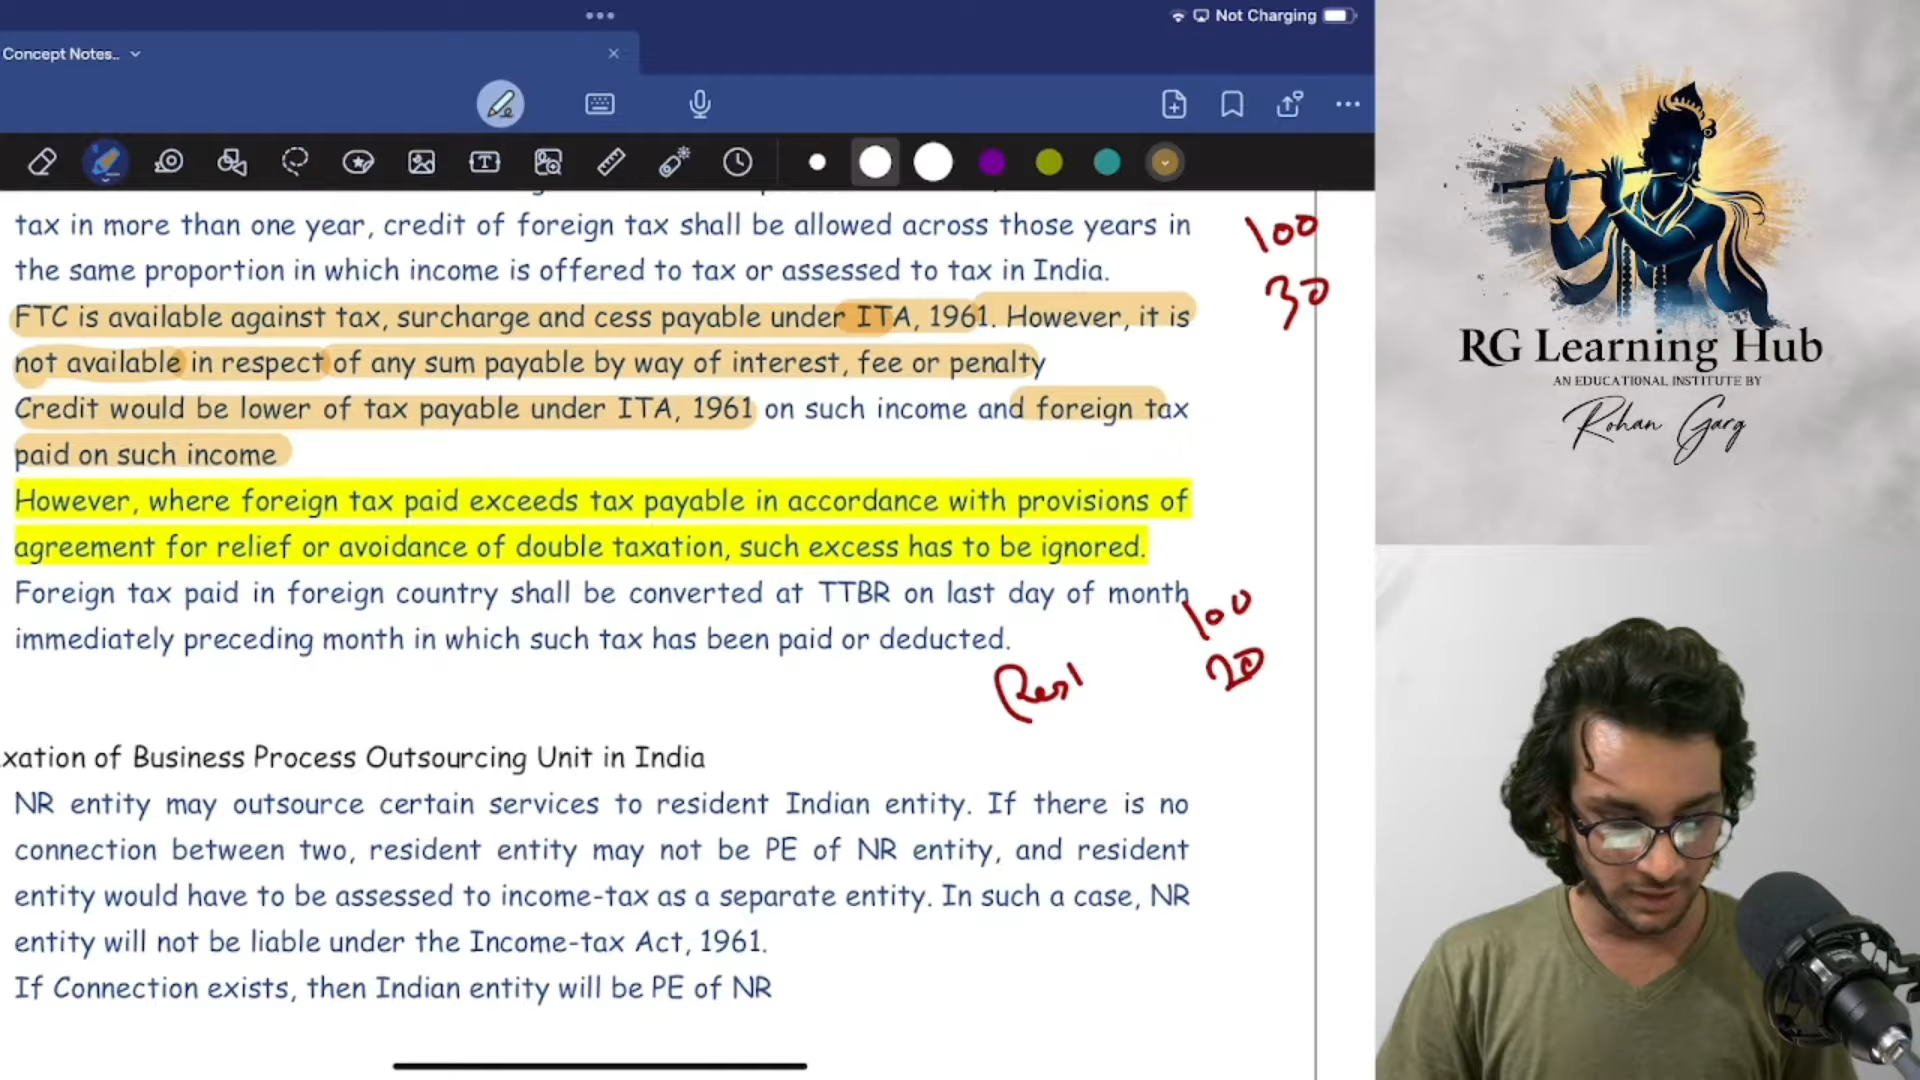 Not Charging
Concept Notes..
tax in more than one year, credit of foreign tax shall be allowed across those years in
the same proportion in which income is offered to tax or assessed to tax in India.
FTC is available against tax, surcharge and cess payable under ITA, 1961. However, it is
not available in respect of any sum payable by way of interest, fee or penalty
Credit would be lower of tax payable under ITA, 1961 on such income and foreign tax
paid on such income
However, where foreign tax paid exceeds tax payable in accordance with provisions of
agreement for relief or avoidance of double taxation, such excess has to be ignored.
Foreign tax paid in foreign country shall be converted at TTBR on last day of month
immediately preceding month in which such tax has been paid or deducted.
100
30
100
20
xation of Business Process Outsourcing Unit in India
NR entity may outsource certain services to resident Indian entity. If there is no
connection between two, resident entity may not be PE of NR entity, and resident
entity would have to be assessed to income-tax as a separate entity. In such a case, NR
entity will not be liable under the Income-tax Act, 1961.
If Connection exists, then Indian entity will be PE of NR
RG Learning Hub
AN EDUCATIONAL INSTITUTE BY
Rohan Garg